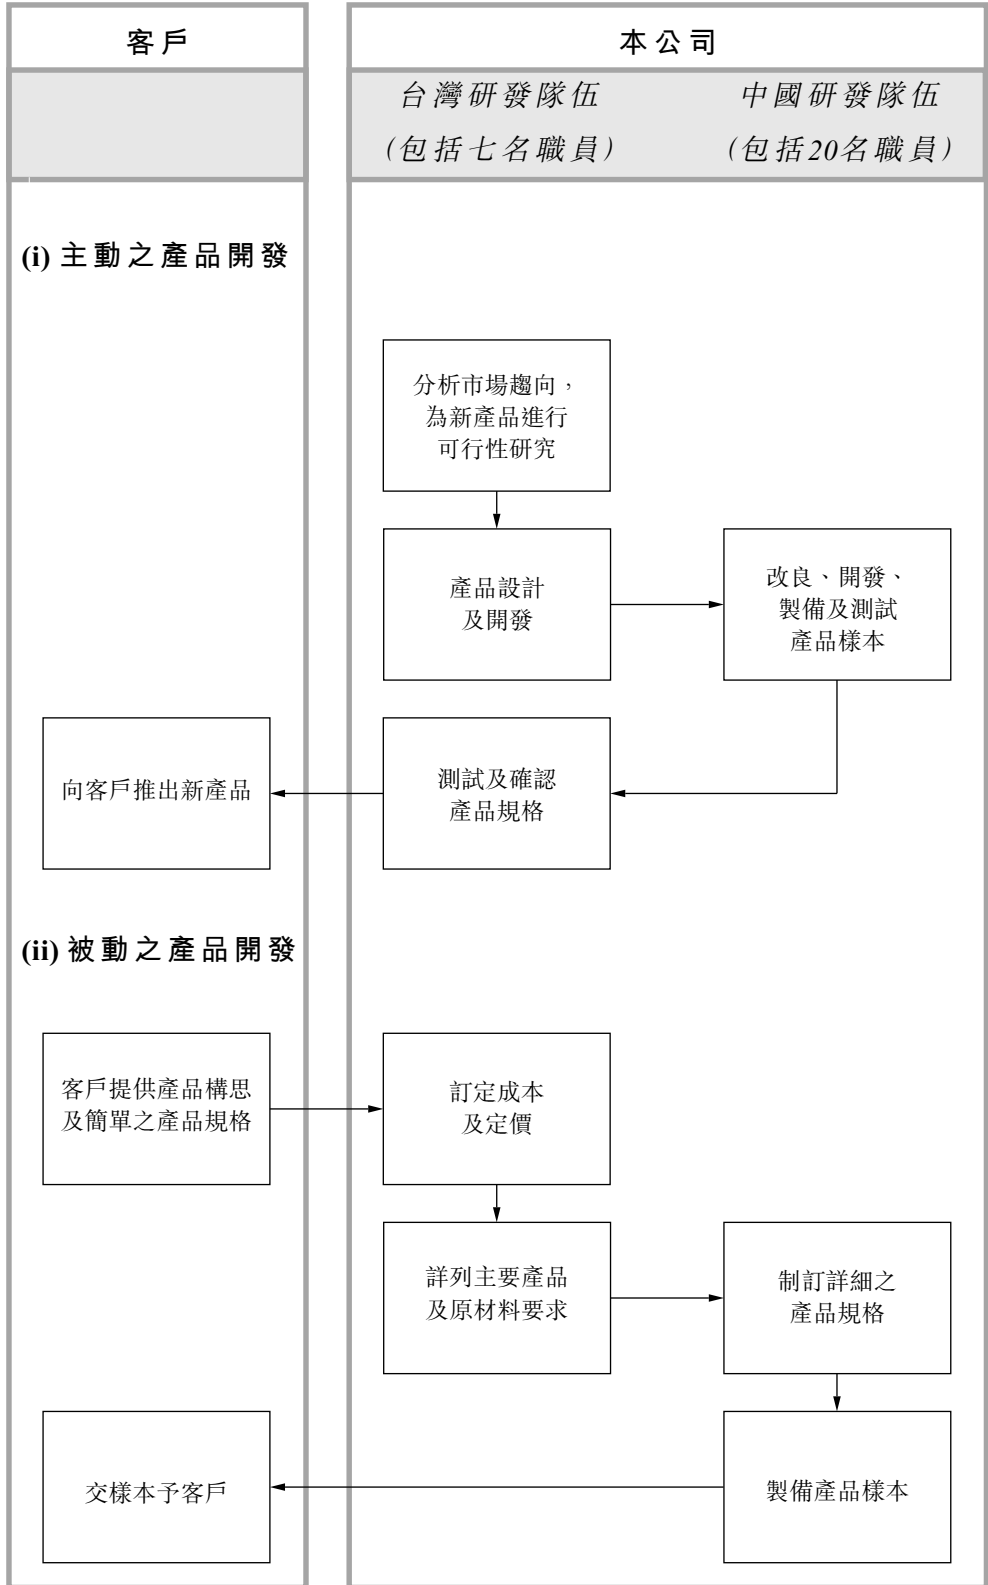 客戶
本公司
台灣研發隊伍
(包括七名職員)
中國研發隊伍
(包括20名職員)
(i) 主動之產品開發
分析市場趨向，
為新產品進行
可行性研究
產品設計
及開發
改良、開發、
製備及測試
產品樣本
向客戶推出新產品
測試及確認
產品規格
(ii) 被動之產品開發
客戶提供產品構思
及簡單之產品規格
訂定成本
及定價
詳列主要產品
及原材料要求
制訂詳細之
產品規格
交樣本予客戶
製備產品樣本